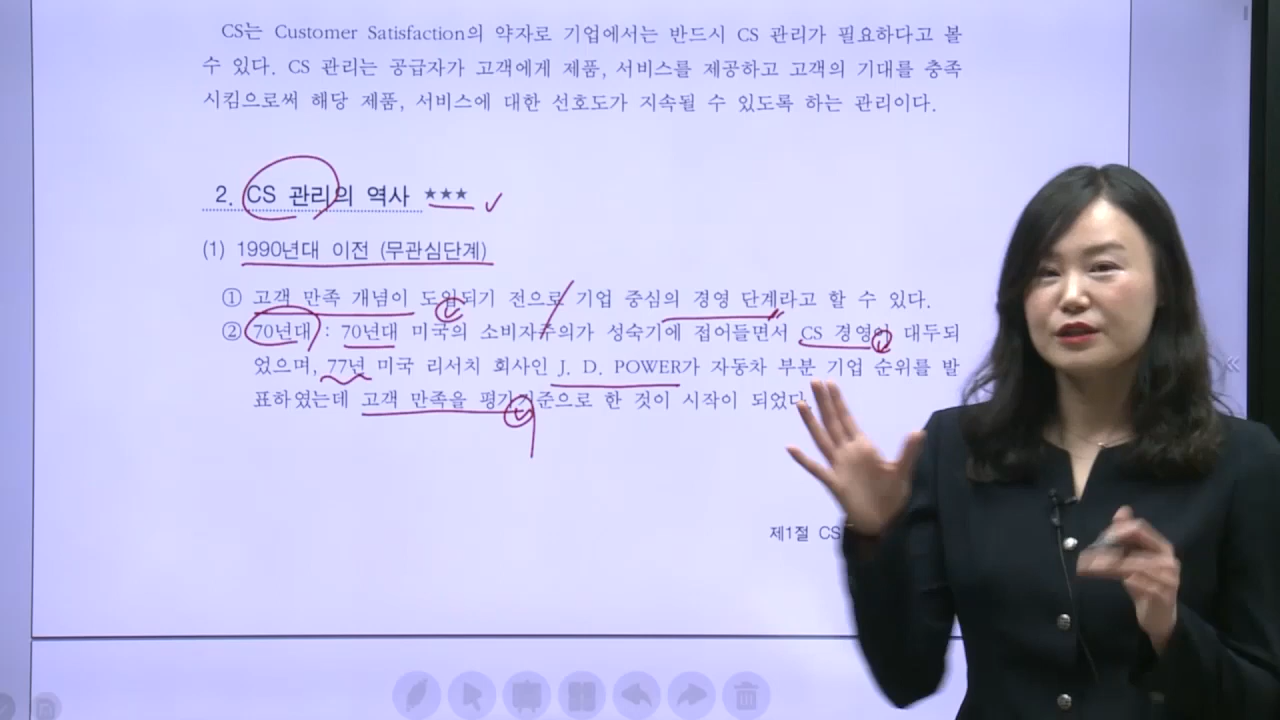 CS는 Customer Satisfaction의 약자로 기업에서는 반드시 CS 관리가 필요하다고 볼
수 있다. CS 관리는 공급자가 고객에게 제품, 서비스를 제공하고 고객의 기대를 충족
시킴으로써 해당 제품, 서비스에 대한 선호도가 지속될 수 있도록 하는 관리이다.
2. CS 관리의 역사 ★★★
(1) 1990년대 이전 (무관심단계)
① 고객 만족 개념이 도입되기 전으로 기업 중심의 경영 단계라고 할 수 있다.
② 70년대 : 70년대 미국의 소비자주의가 성숙기에 접어들면서 CS 경영이 대두되
었으며, 77년 미국 리서치 회사인 J. D. POWER가 자동차 부분 기업 순위를 발
표하였는데 고객 만족을 평가기준으로 한 것이 시작이 되었다
제1절 CS